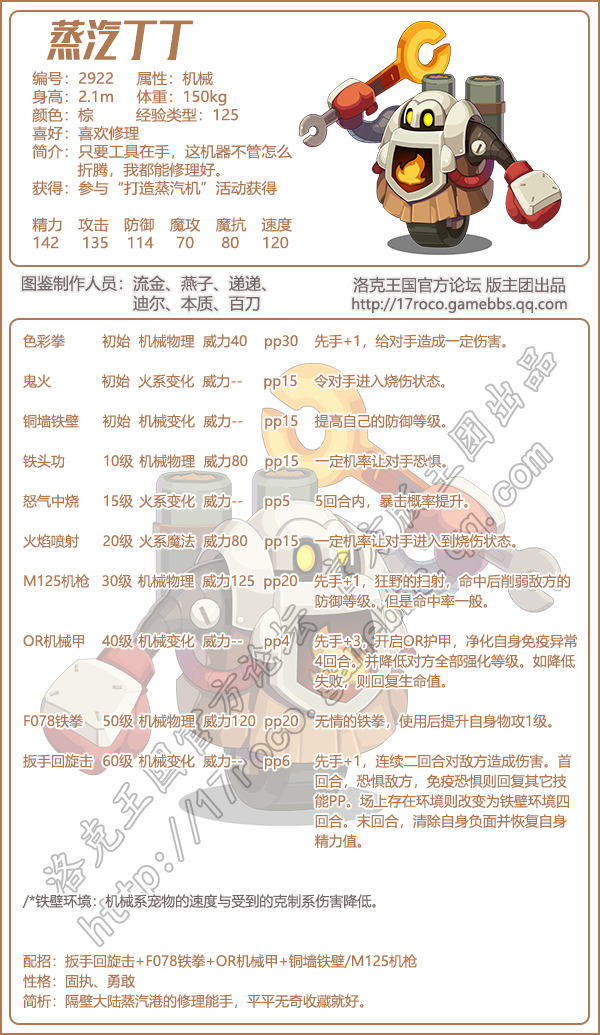 蒸汽丁丁
编号：2922 属性：机械
身高：2.1m 体重：150kg
颜色：棕 经验类型：125
喜好：喜欢修理
简介：只要工具在手，这机器不管怎么
折腾，我都能修理好。
获得：参与“打造蒸汽机”活动获得
精力 攻击 防御 魔攻 魔抗 速度
142 135 114 70 80 120
图鉴制作人员：流金、燕子、递递、
迪尔、本质、百刀
洛克王国官方论坛 版主团出品
http://17roco.gamebbs.qq.com
色彩拳 初始 机械物理 威力40 pp30 先手+1，给对手造成一定伤害。
鬼火 初始 火系变化 威力-- pp15 令对手进入烧伤状态。
铜墙铁壁 初始 机械变化 威力-- pp15 提高自己的防御等级。
铁头功 10级 机械物理 威力80 pp15 一定机率让对手恐惧。
怒气中烧 15级 火系变化 威力-- pp5 5回合内，暴击概率提升。
火焰喷射 20级 火系魔法 威力80 pp15 一定机率让对手进入到烧伤状态。
M125机枪 30级 机械物理 威力125 pp20 先手+1，狂野的扫射，命中后削弱敌方的
防御等级。但是命中率一般。
OR机械甲 40级 机械变化 威力-- pp4 先手+3，开启OR护甲，净化自身免疫异常
4回合。并降低对方全部强化等级。如降低
失败，则回复生命值。
F078铁拳 50级 机械物理 威力120 pp20 无情的铁拳，使用后提升自身物攻1级。
扳手回旋击 60级 机械变化 威力-- pp6 先手+1，连续二回合对敌方造成伤害。首
回合，恐惧敌方，免疫恐惧则回复其它技
能PP。场上存在环境则改变为铁壁环境四
回合。末回合，清除自身负面并恢复自身
精力值。
/*铁壁环境：机械系宠物的速度与受到的克制系伤害降低。
配招：扳手回旋击+F078铁拳+OR机械甲+铜墙铁壁/M125机枪
性格：固执、勇敢
简析：隔壁大陆蒸汽港的修理能手，平平无奇收藏就好。
洛克王国官方论坛 版主团出品
http://17roco.gamebbs.qq.com